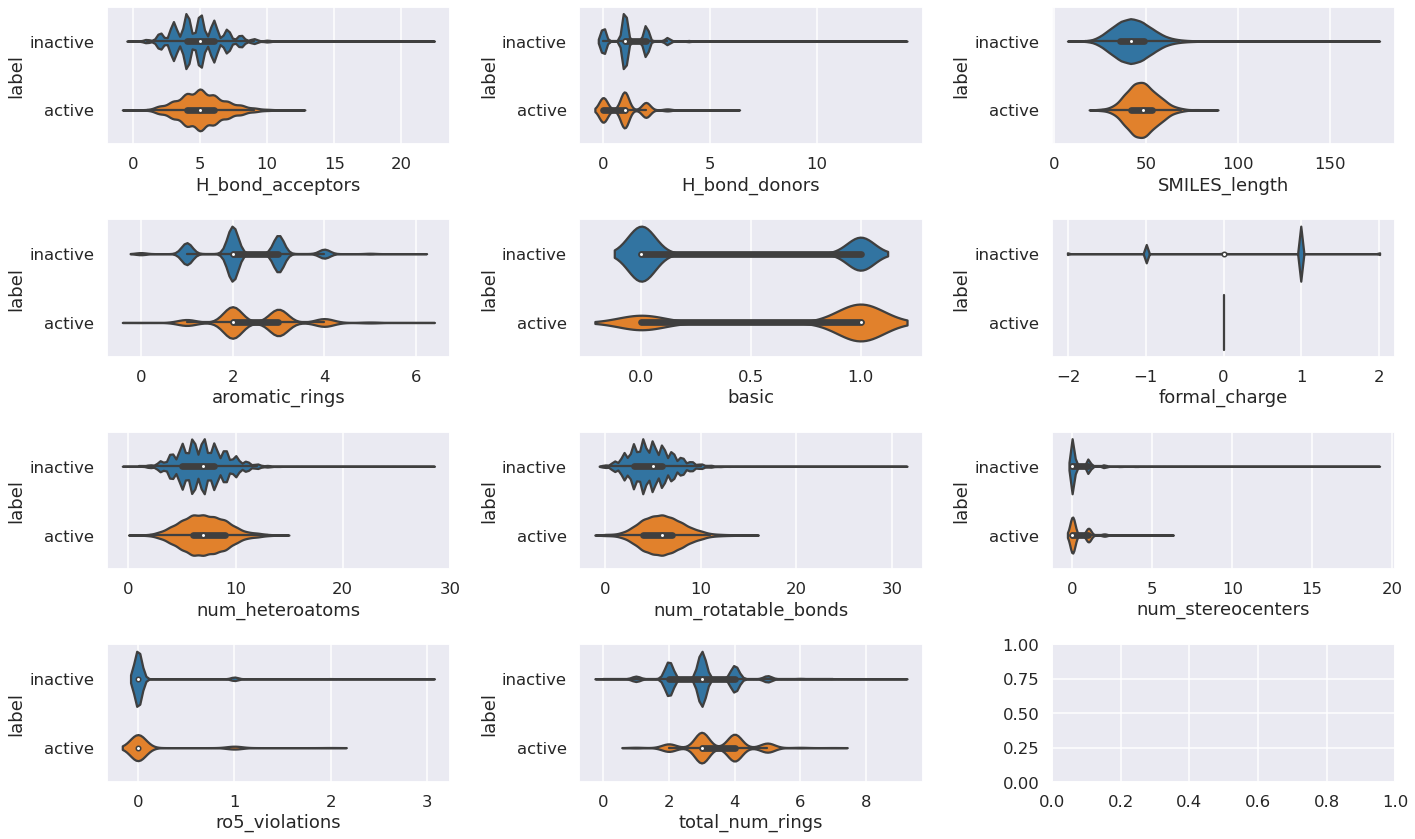 label
inactive
active
0 5 10 15 20
H_bond_acceptors
label
inactive
active
0 5 10
H_bond_donors
label
inactive
active
0 50 100 150
SMILES_length
label
inactive
active
0 2 4 6
aromatic_rings
label
inactive
active
0.0 0.5 1.0
basic
label
inactive
active
−2 −1 0 1 2
formal_charge
label
inactive
active
0 10 20 30
num_heteroatoms
label
inactive
active
0 10 20 30
num_rotatable_bonds
label
inactive
active
0 5 10 15 20
num_stereocenters
label
inactive
active
0 1 2 3
ro5_violations
label
inactive
active
0 2 4 6 8
total_num_rings
1.00
0.75
0.50
0.25
0.00
0.0 0.2 0.4 0.6 0.8 1.0